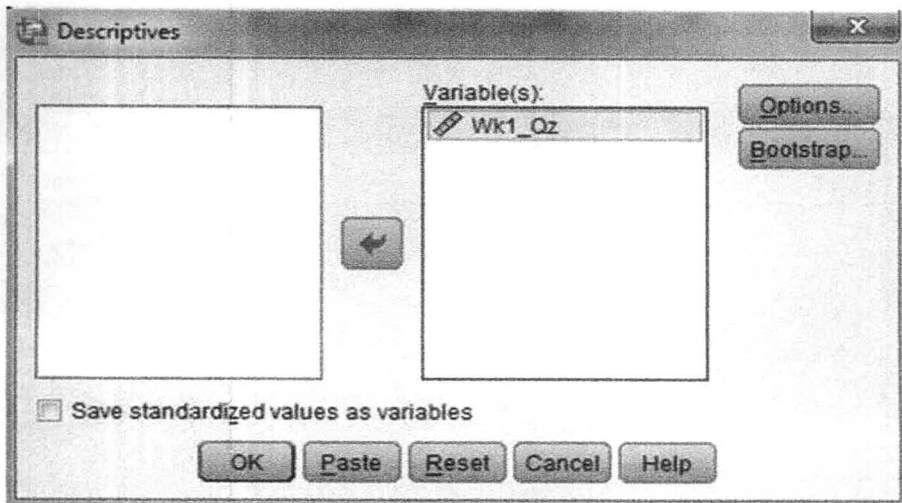 Descriptives
Variable(s):
Wk1_Qz
Options...
Bootstrap...
Save standardized values as variables
OK
Paste
Reset
Cancel
Help